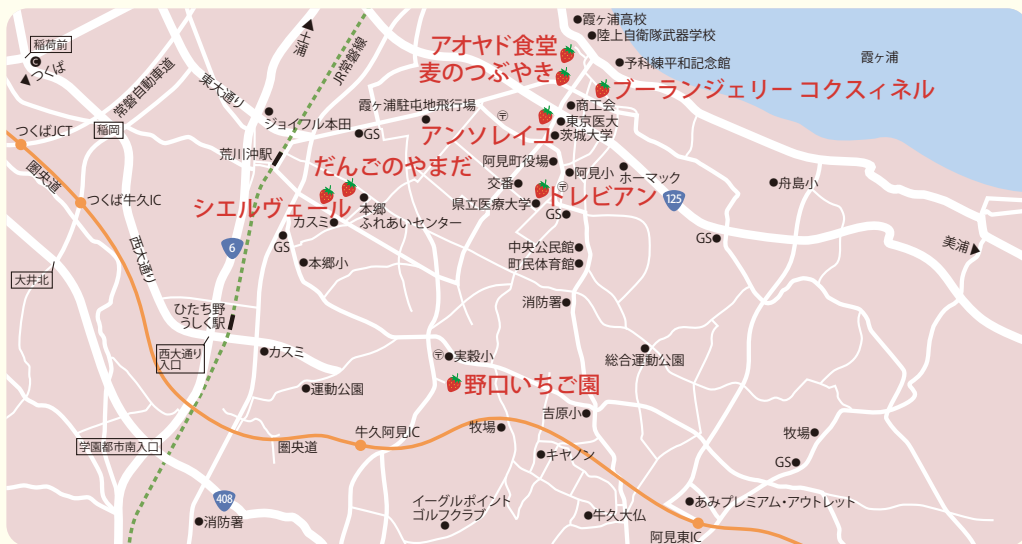 霞ヶ浦高校
陸上自衛隊武器学校
予科練平和記念館
霞ヶ浦
アオヤド食堂
麦のつぶやき
ブーランジェリー コクスィネル
稲荷前
C
つくば
土浦
JR常磐線
常磐自動車道
東大通り
霞ヶ浦駐屯地飛行場
〒
商工会
東京医大
茨城大学
アンソレイユ
ジョイフル本田
GS
つくばJCT
稲岡
荒川沖駅
圏央道
だんごのやまだ
シエルヴェール
本郷
ふれあいセンター
カスミ
阿見町役場
阿見小
ホーマック
交番
〒
県立医療大学
トレビアン
GS
125
舟島小
つくば牛久IC
西大通り
6
GS
本郷小
中央公民館
町民体育館
GS
美浦
大井北
消防署
ひたち野
うしく駅
西大通り
入口
カスミ
運動公園
〒
実穀小
野口いちご園
総合運動公園
吉原小
学園都市南入口
圏央道
牛久阿見IC
牧場
キヤノン
牧場
GS
408
消防署
イーグルポイント
ゴルフクラブ
牛久大仏
あみプレミアム・アウトレット
阿見東IC